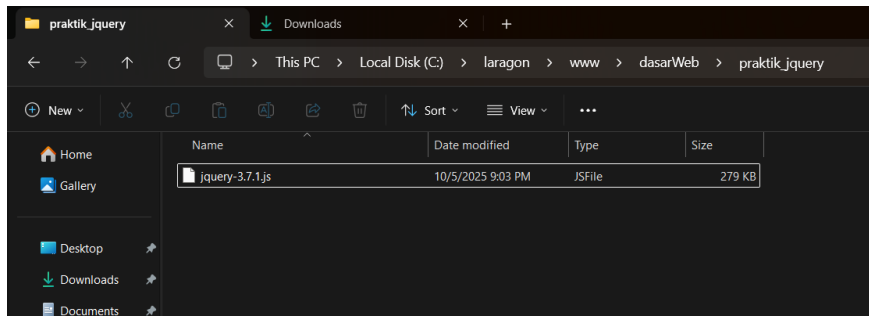 praktik_jquery
Downloads
This PC > Local Disk (C:) > laragon > www > dasarWeb > praktik_jquery
New
Sort
View
Home
Gallery
Desktop
Downloads
Documents
Name Date modified Type Size
jquery-3.7.1.js 10/5/2025 9:03 PM JSFile 279 KB